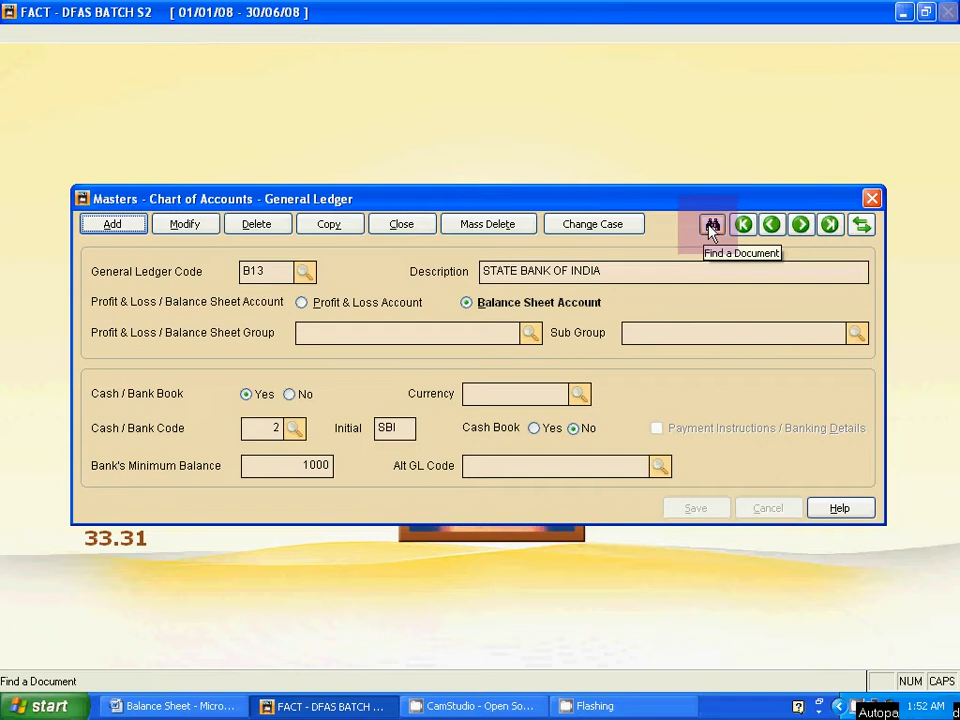 FACT - DFAS BATCH S2 [ 01/01/08 - 30/06/08 ]
Masters - Chart of Accounts - General Ledger
Add Modify Delete Copy Close Mass Delete Change Case
Find a Document
General Ledger Code B13 Description STATE BANK OF INDIA
Profit & Loss / Balance Sheet Account Profit & Loss Account Balance Sheet Account
Profit & Loss / Balance Sheet Group Sub Group
Cash / Bank Book Yes No Currency
Cash / Bank Code 2 Initial SBI Cash Book Yes No Payment Instructions / Banking Details
Bank's Minimum Balance 1000 Alt GL Code
Save Cancel Help
33.31
Find a Document NUM CAPS
start Balance Sheet - Micro... FACT - DFAS BATCH ... CamStudio - Open So... Flashing 1:52 AM
Autopa